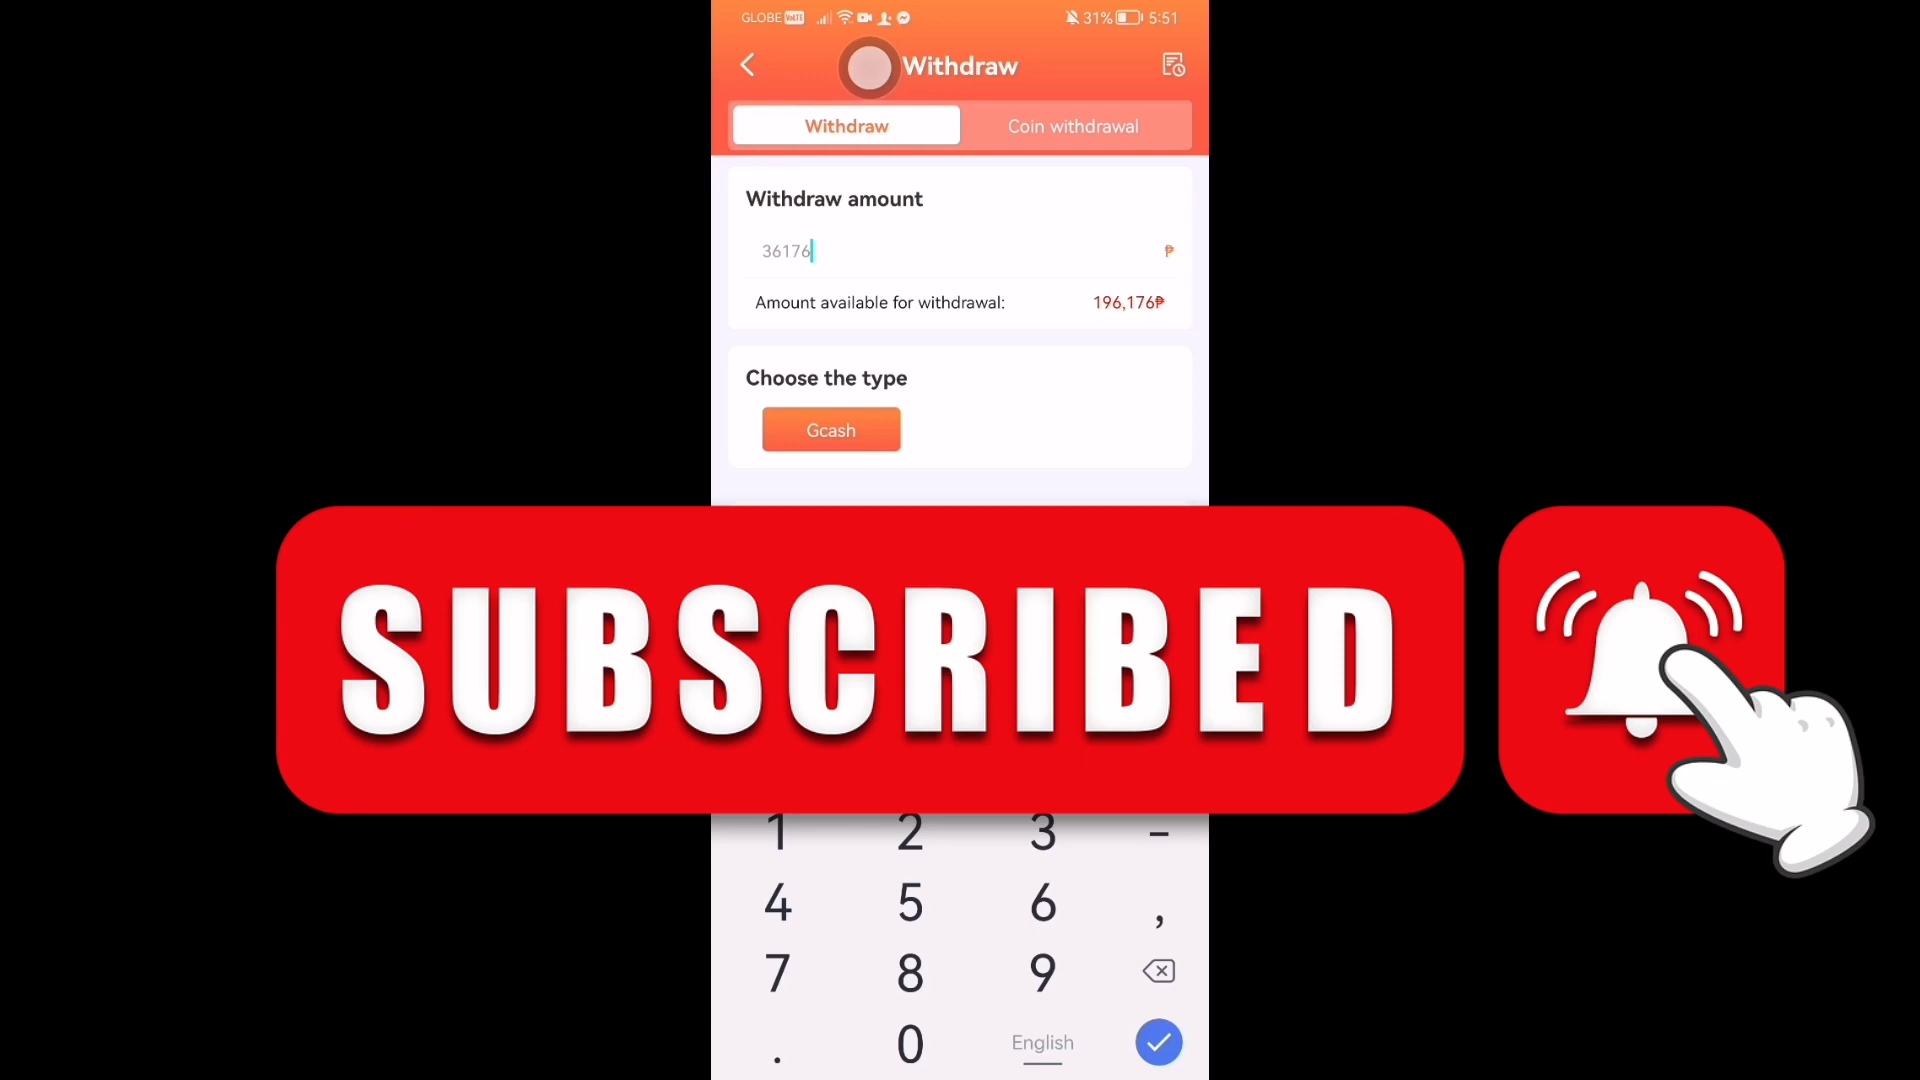 GLOBE VoLTE 31% 5:51
Withdraw
Withdraw Coin withdrawal
Withdraw amount
36176 ₱
Amount available for withdrawal: 196,176₱
Choose the type
Gcash
SUBSCRIBED
1 2 3 -
4 5 6 ,
7 8 9
. 0 English